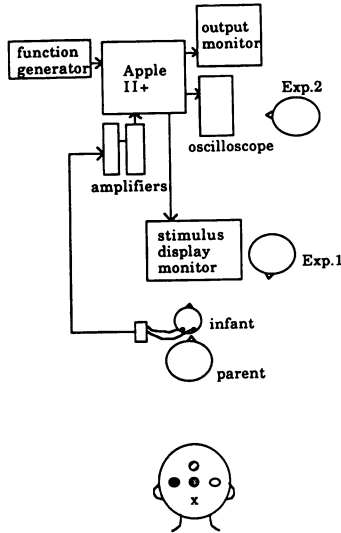 output
monitor
function
generator
Apple
II+
Exp.2
oscilloscope
amplifiers
stimulus
display
monitor
Exp.1
infant
parent
x